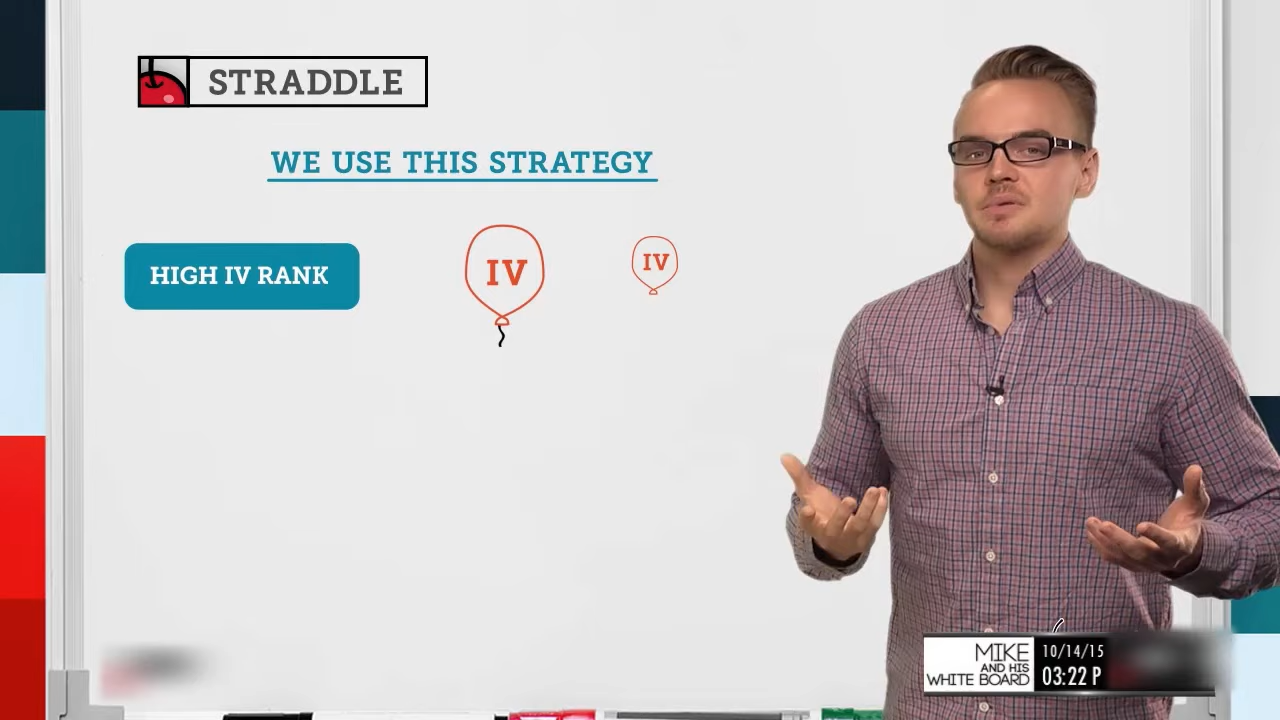 STRADDLE
WE USE THIS STRATEGY
HIGH IV RANK
IV
IV
MIKE
AND HIS
WHITE BOARD
10/14/15
03:22 P